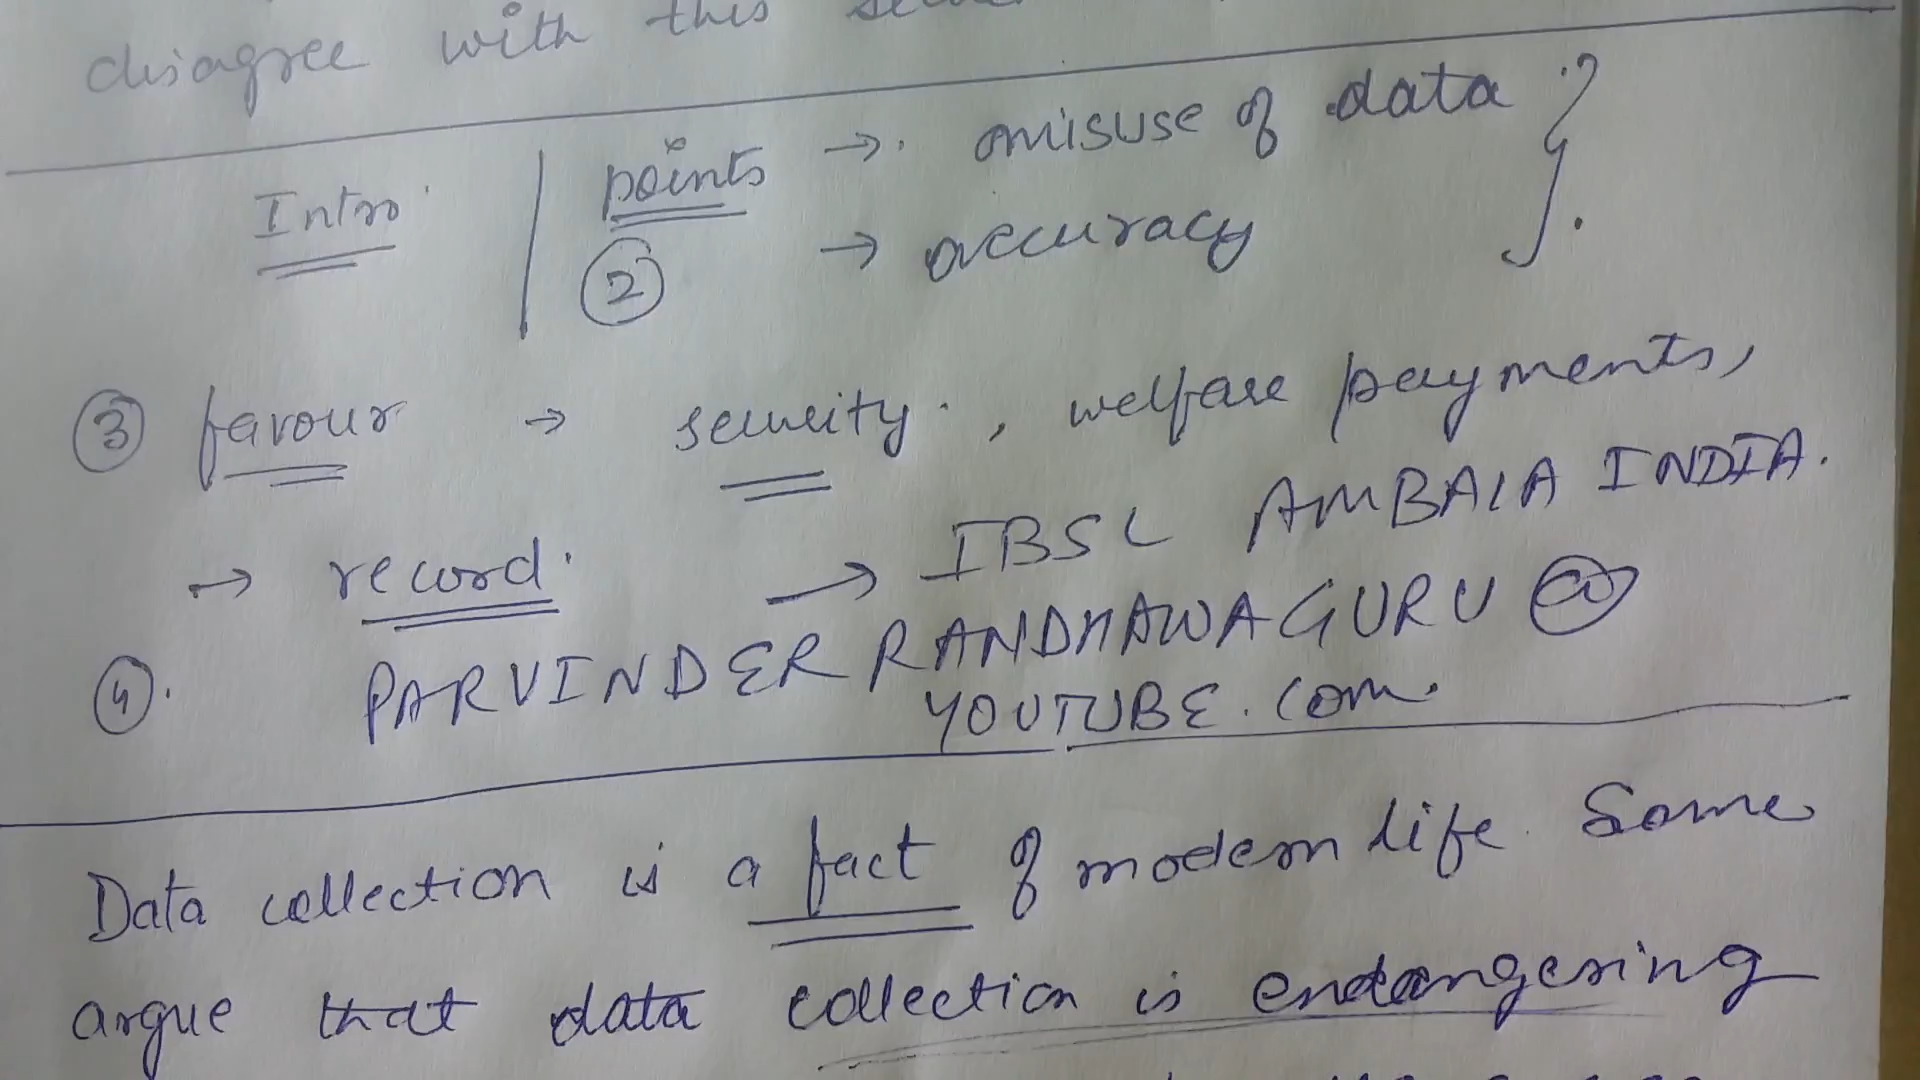 disagree with this
Intro. points → misuse of data
② → accuracy
③ favour → security. , welfare payments,
→ record. → IBSL AMBALA INDIA.
④. PARVINDER RANDHAWA GURU @
YOUTUBE.com.
Data collection is a fact of modern life. Some
argue that data collection is endangering